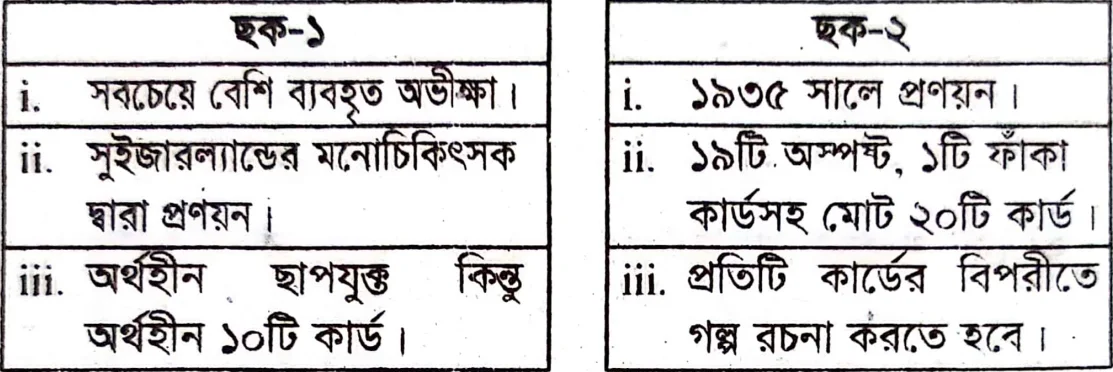 ছক-১
i. সবচেয়ে বেশি ব্যবহৃত অভীক্ষা।
ii. সুইজারল্যান্ডের মনোচিকিৎসক
দ্বারা প্রণয়ন।
iii. অর্থহীন ছাপযুক্ত কিন্তু
অর্থহীন ১০টি কার্ড।
ছক-২
i. ১৯৩৫ সালে প্রণয়ন।
ii. ১৯টি অস্পষ্ট, ১টি ফাঁকা
কার্ডসহ মোট ২০টি কার্ড।
iii. প্রতিটি কার্ডের বিপরীতে
গল্প রচনা করতে হবে।